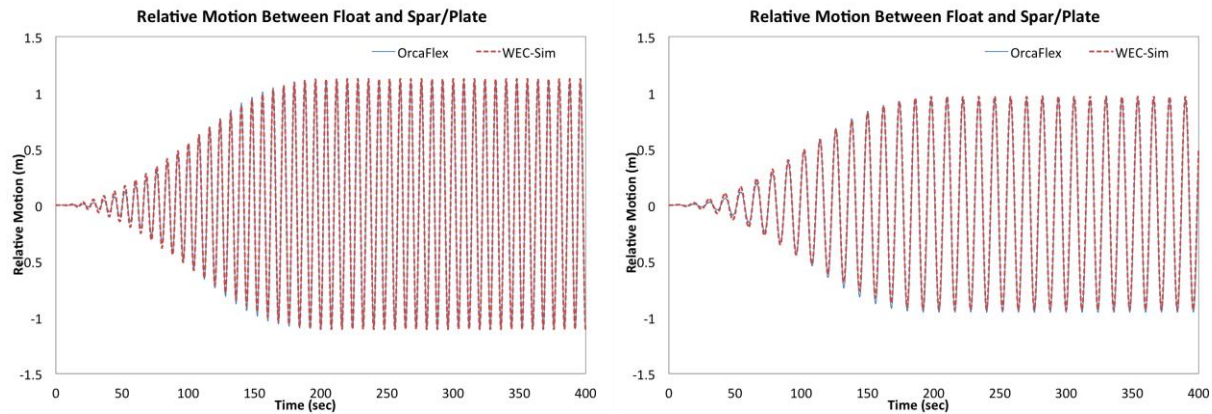 Relative Motion Between Float and Spar/Plate
OrcaFlex WEC-Sim
Relative Motion (m)
1.5
1
0.5
0
-0.5
-1
-1.5
0 50 100 150 200 250 300 350 400
Time (sec)
Relative Motion Between Float and Spar/Plate
OrcaFlex WEC-Sim
Relative Motion (m)
1.5
1
0.5
0
-0.5
-1
-1.5
0 50 100 150 200 250 300 350 400
Time (sec)